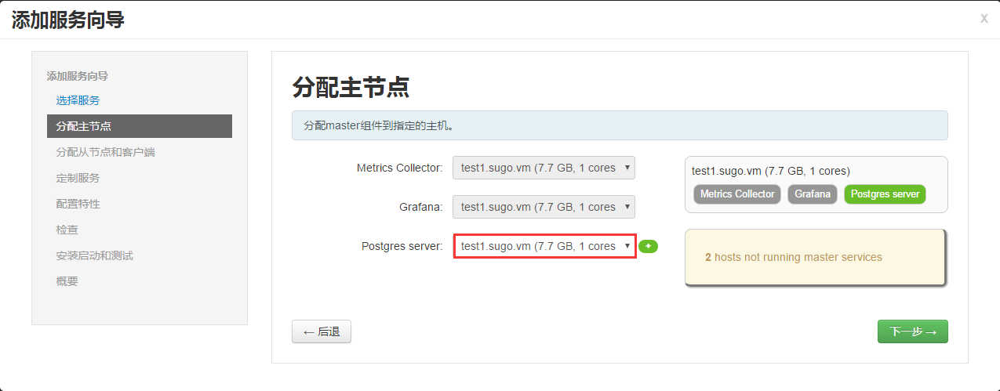 添加服务向导
x
添加服务向导
选择服务
分配主节点
分配从节点和客户端
定制服务
配置特性
检查
安装启动和测试
概要
分配主节点
分配master组件到指定的主机。
Metrics Collector: test1.sugo.vm (7.7 GB, 1 cores
Grafana: test1.sugo.vm (7.7 GB, 1 cores
Postgres server: test1.sugo.vm (7.7 GB, 1 cores +
test1.sugo.vm (7.7 GB, 1 cores)
Metrics Collector Grafana Postgres server
2 hosts not running master services
← 后退
下一步 →